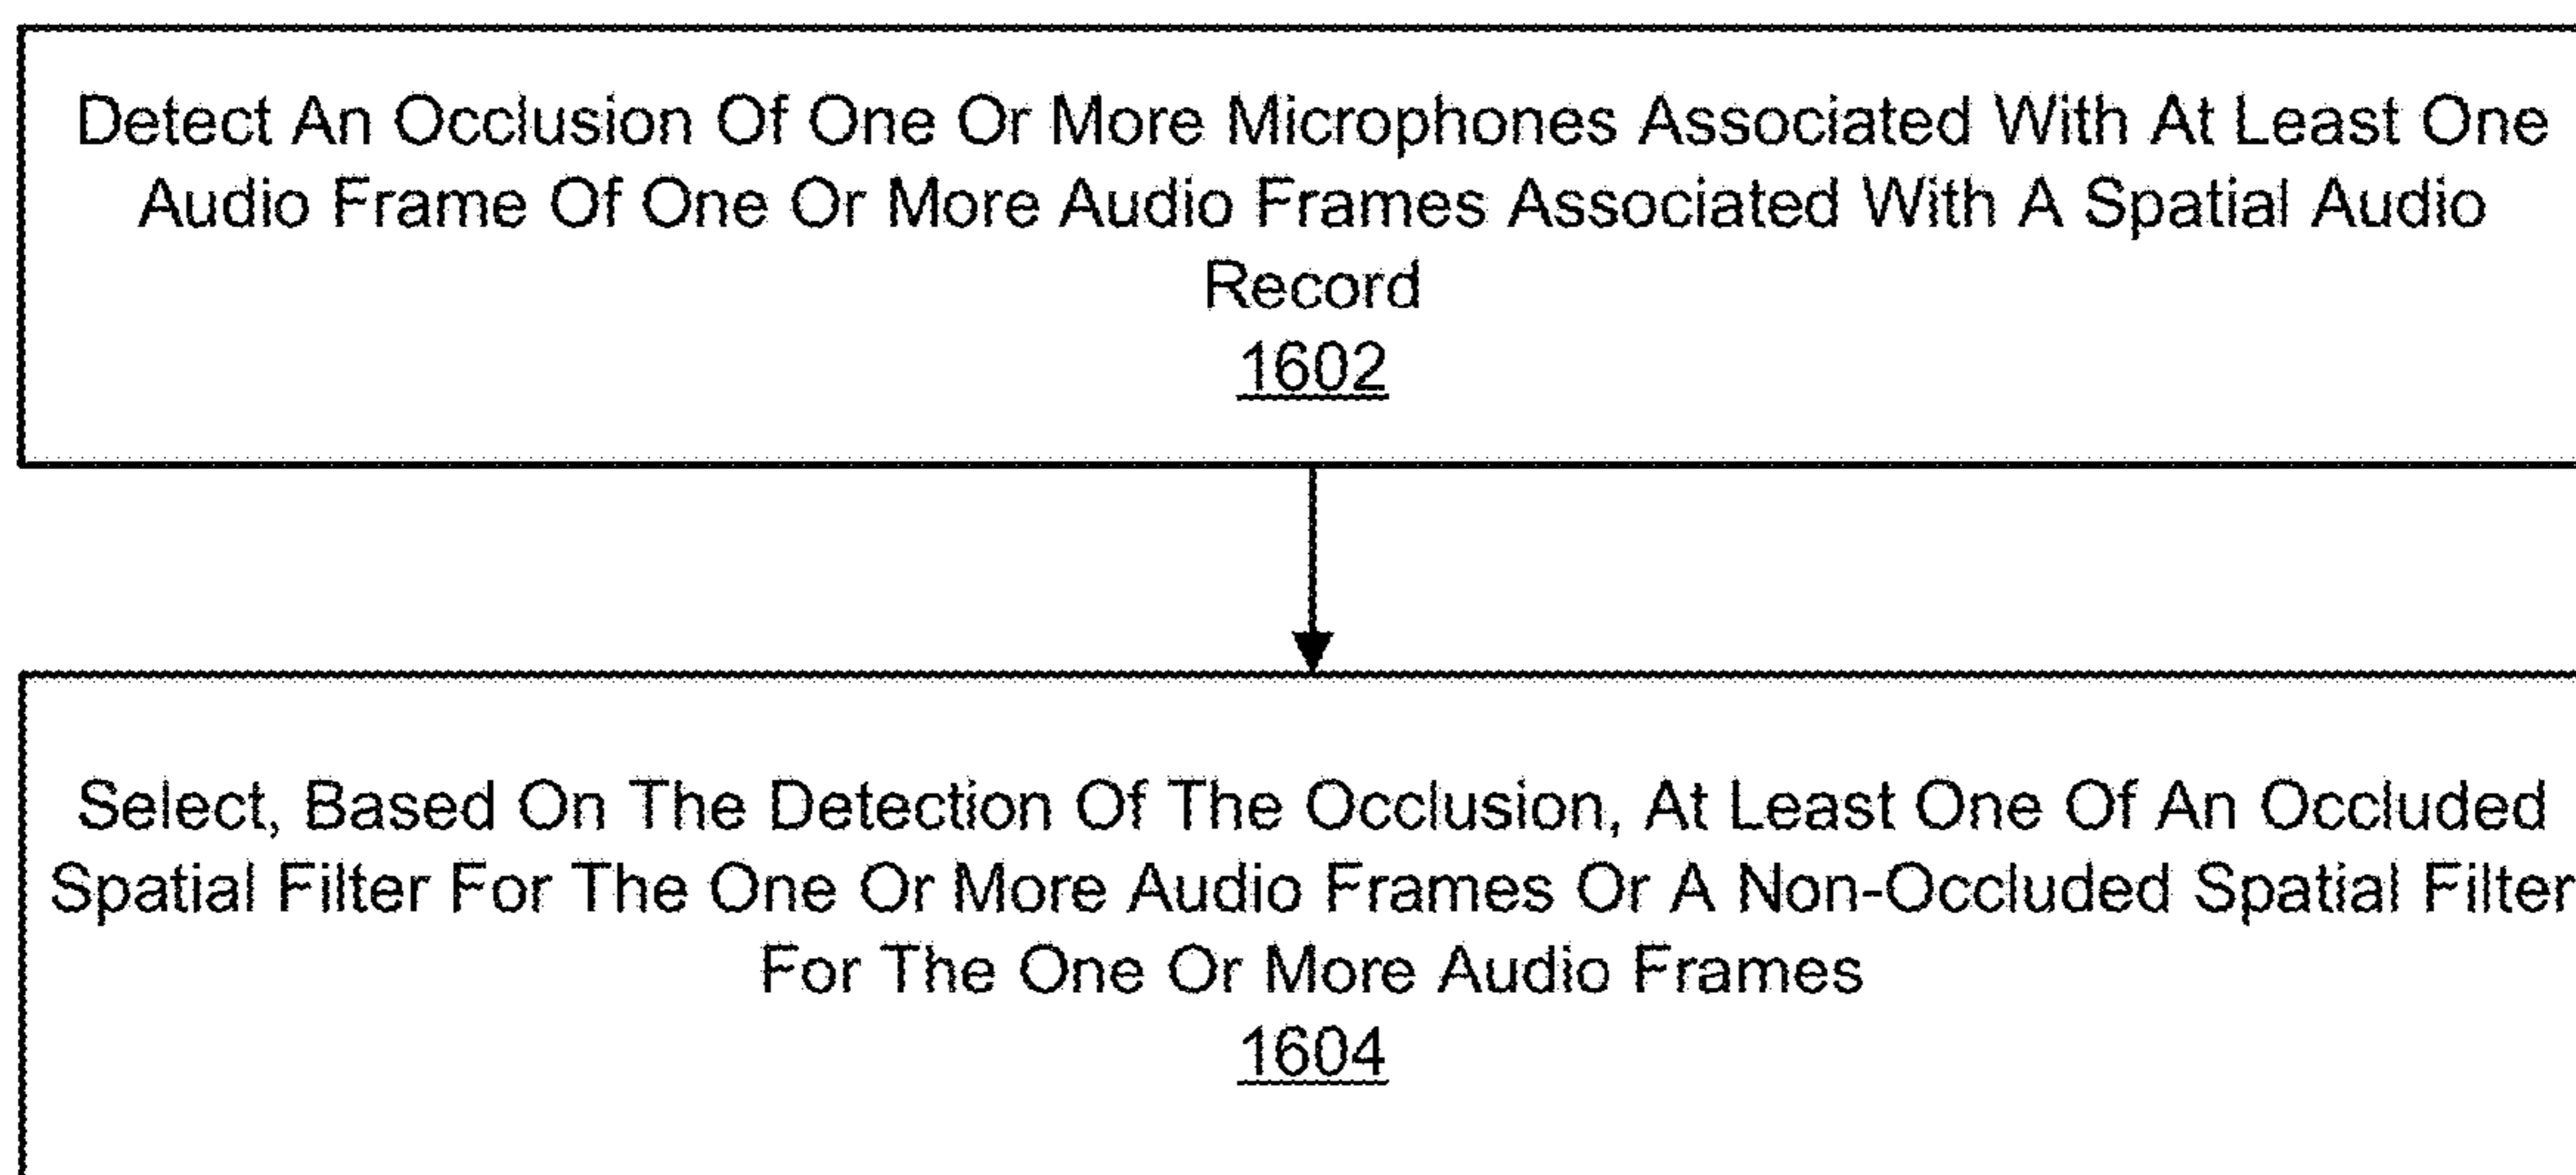 Detect An Occlusion Of One Or More Microphones Associated With At Least One
Audio Frame Of One Or More Audio Frames Associated With A Spatial Audio
Record
1602
Select, Based On The Detection Of The Occlusion, At Least One Of An Occluded
Spatial Filter For The One Or More Audio Frames Or A Non-Occluded Spatial Filter
For The One Or More Audio Frames
1604